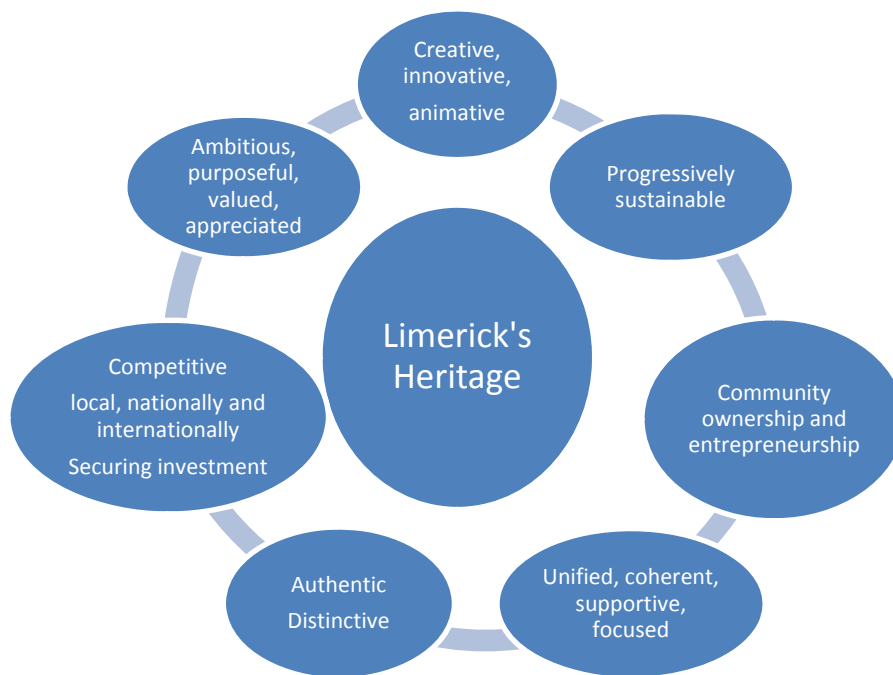 Creative,
innovative,
animative
Progressively
sustainable
Community
ownership and
entrepreneurship
Unified, coherent,
supportive,
focused
Authentic
Distinctive
Competitive
local, nationally and
internationally
Securing investment
Ambitious,
purposeful,
valued,
appreciated
Limerick's
Heritage